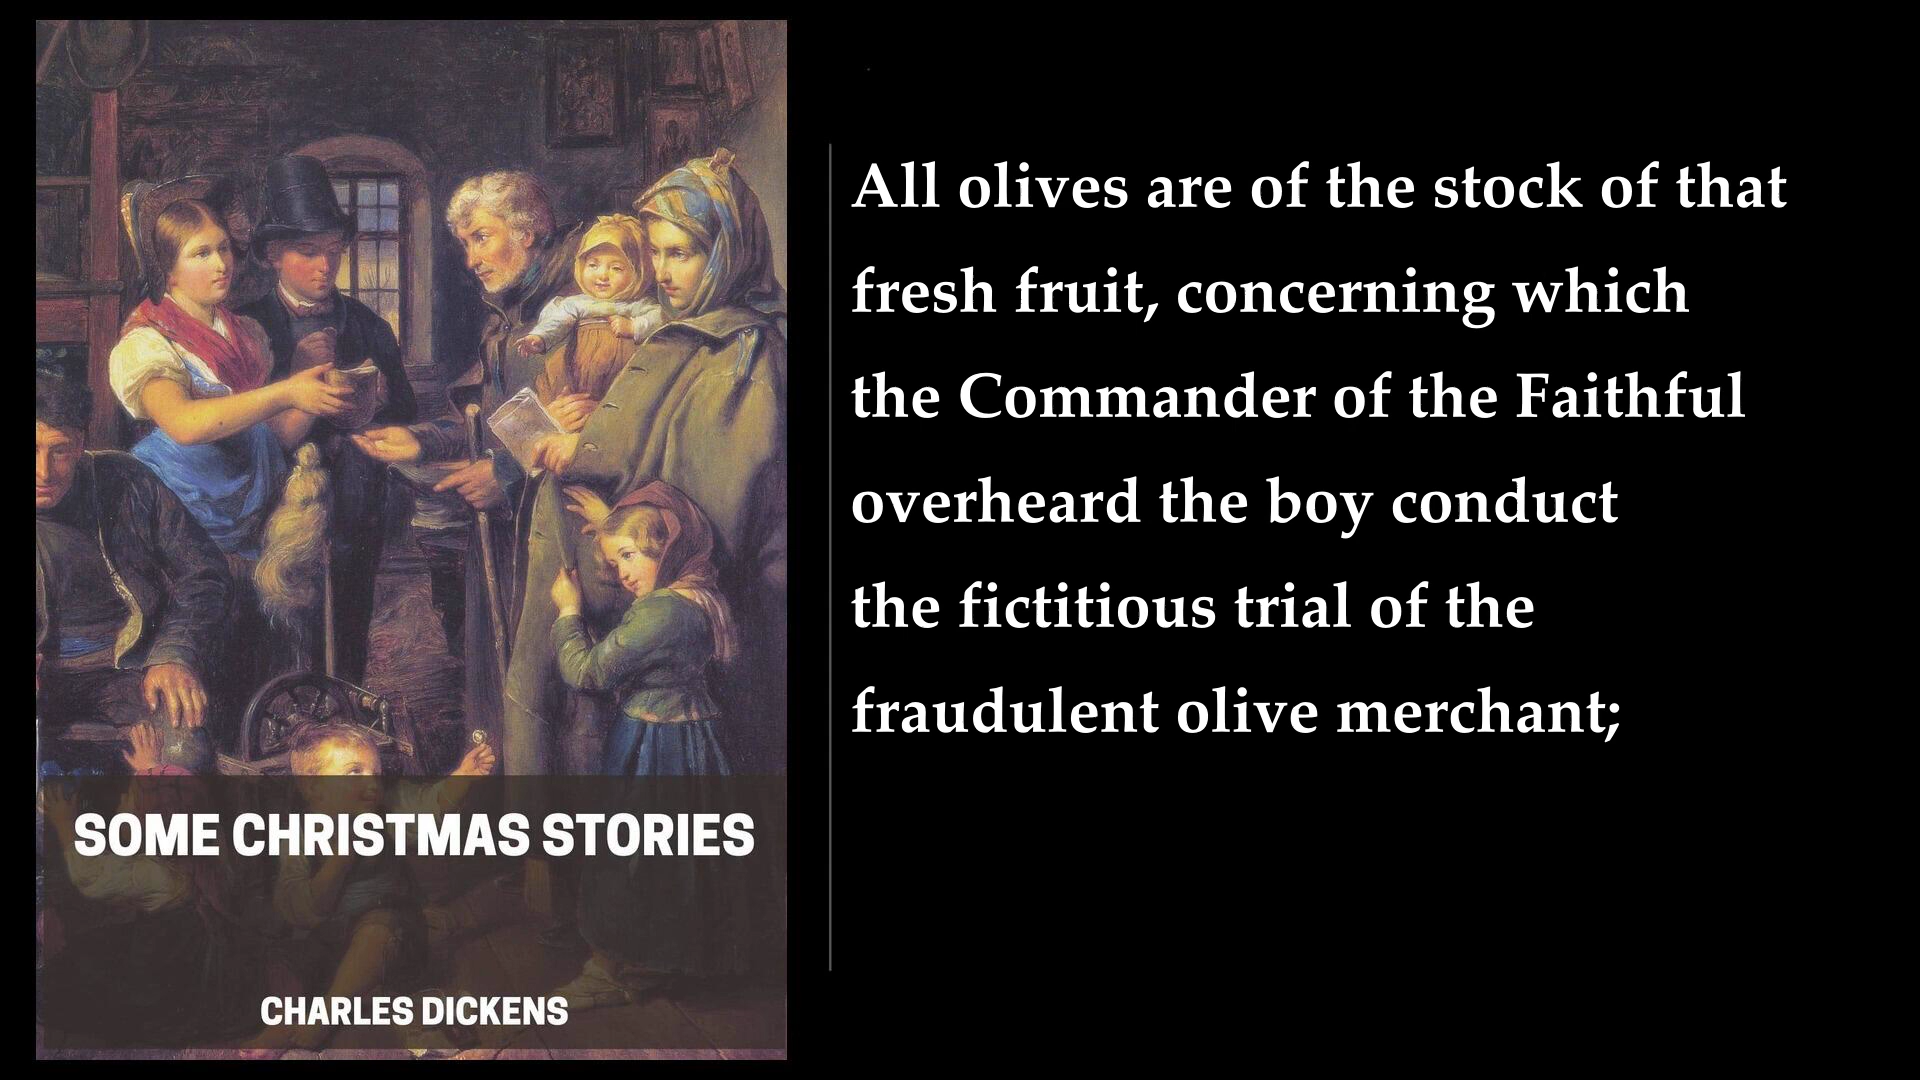 SOME CHRISTMAS STORIES
CHARLES DICKENS
All olives are of the stock of that
fresh fruit, concerning which
the Commander of the Faithful
overheard the boy conduct
the fictitious trial of the
fraudulent olive merchant;